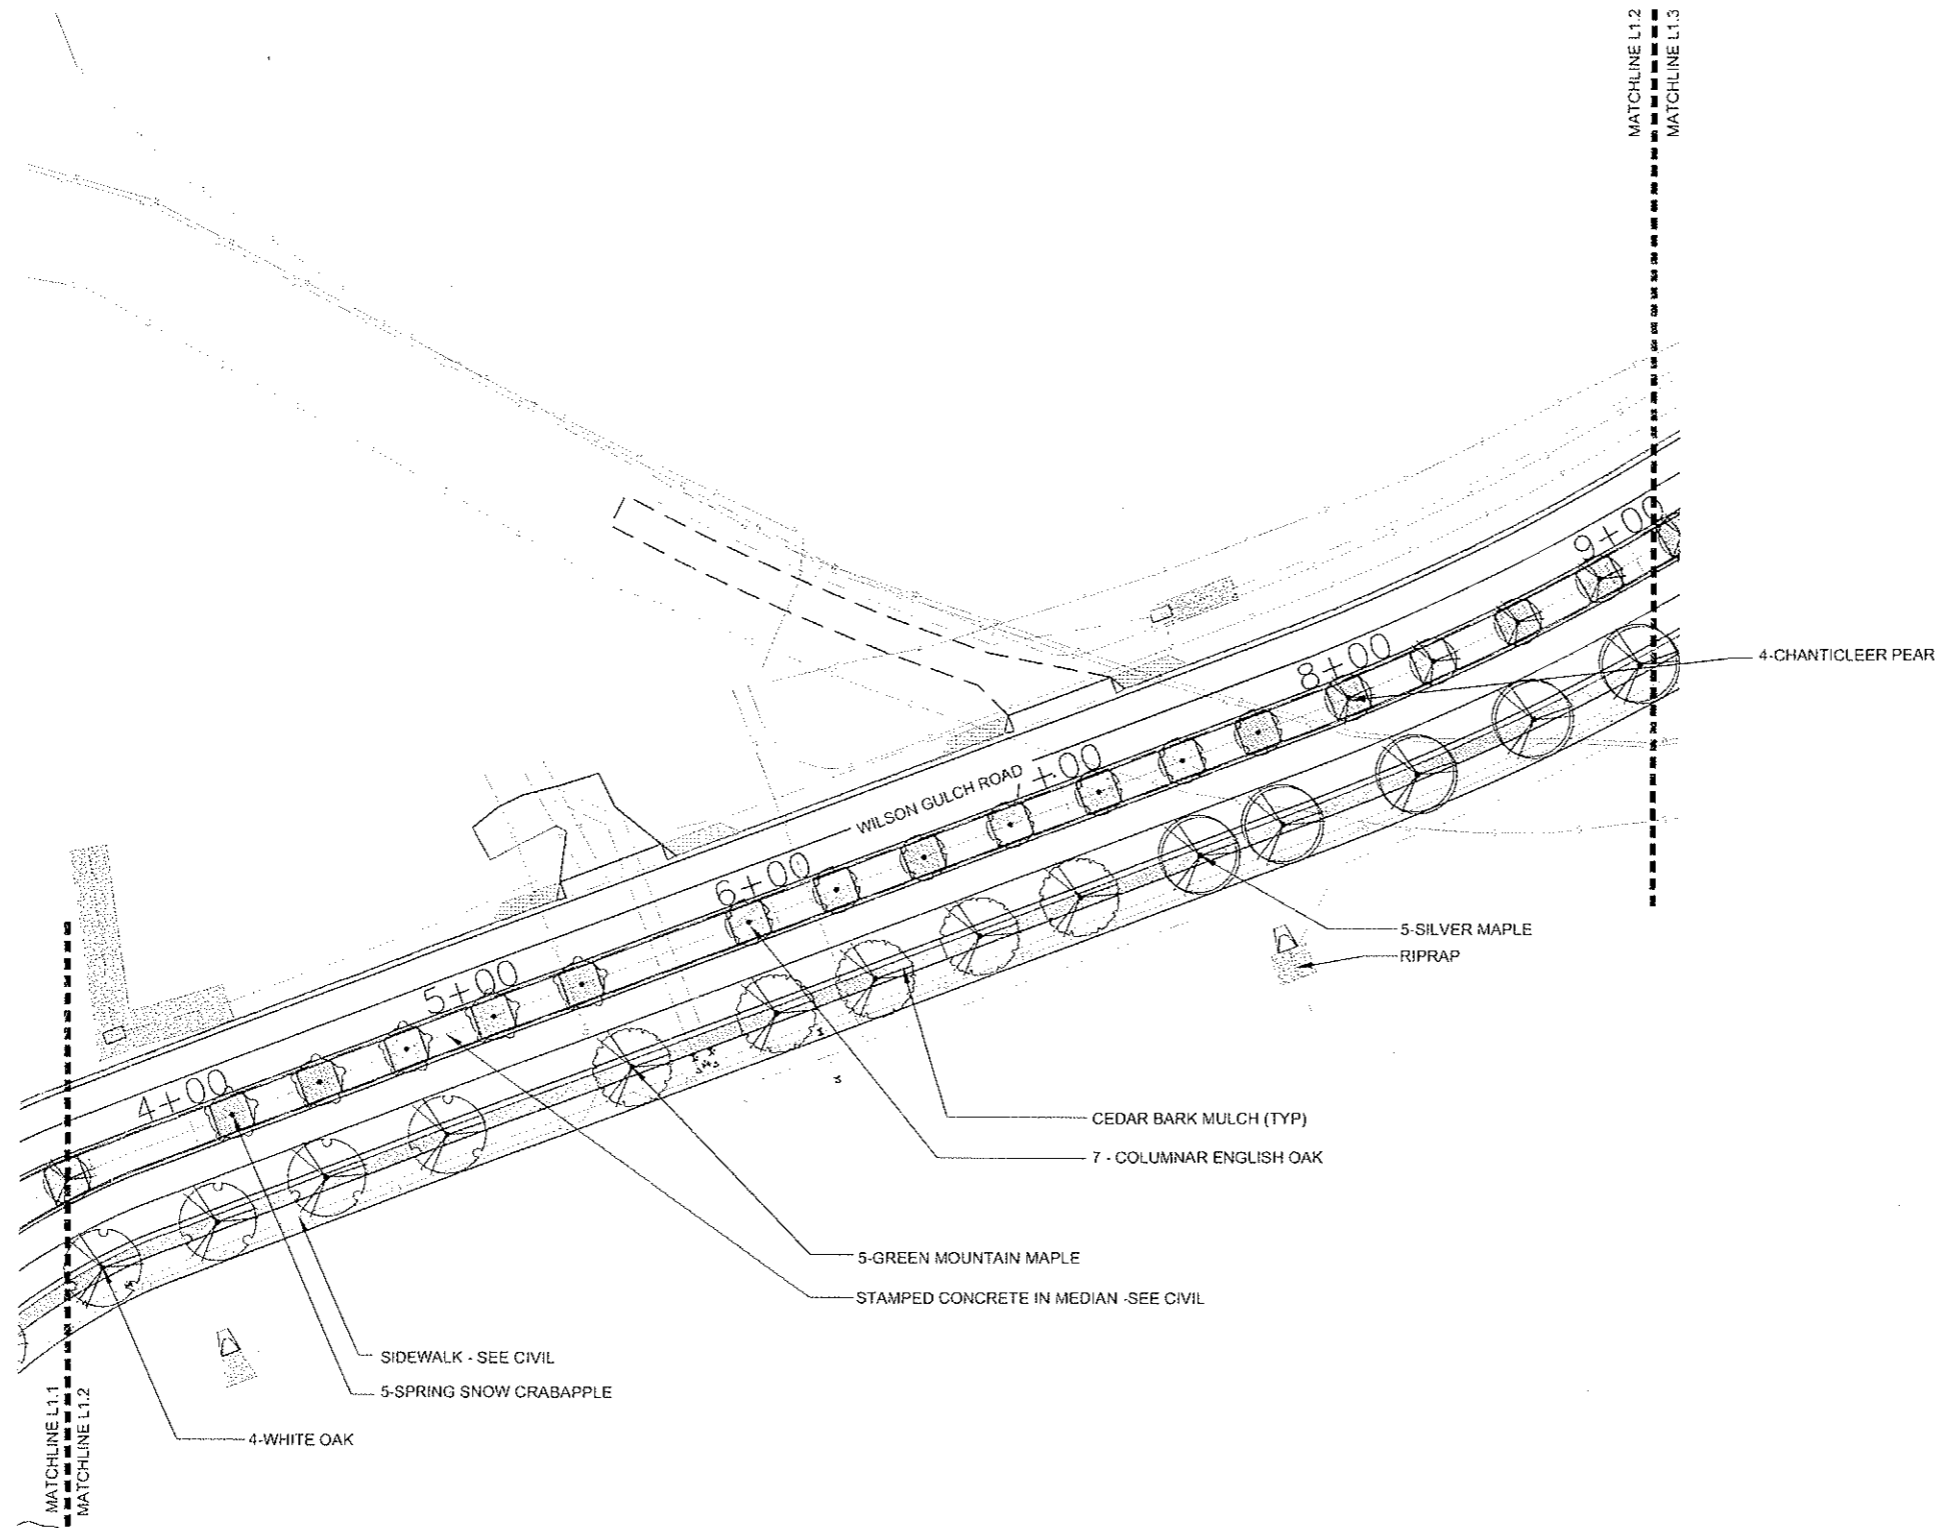 MATCHLINE L1.2
MATCHLINE L1.3
9+00
4-CHANTICLEER PEAR
8+00
+00
WILSON GULCH ROAD
6+00
5-SILVER MAPLE
RIPRAP
5+00
4+00
CEDAR BARK MULCH (TYP)
7 - COLUMNAR ENGLISH OAK
5-GREEN MOUNTAIN MAPLE
STAMPED CONCRETE IN MEDIAN -SEE CIVIL
SIDEWALK - SEE CIVIL
5-SPRING SNOW CRABAPPLE
4-WHITE OAK
MATCHLINE L1.1
MATCHLINE L1.2